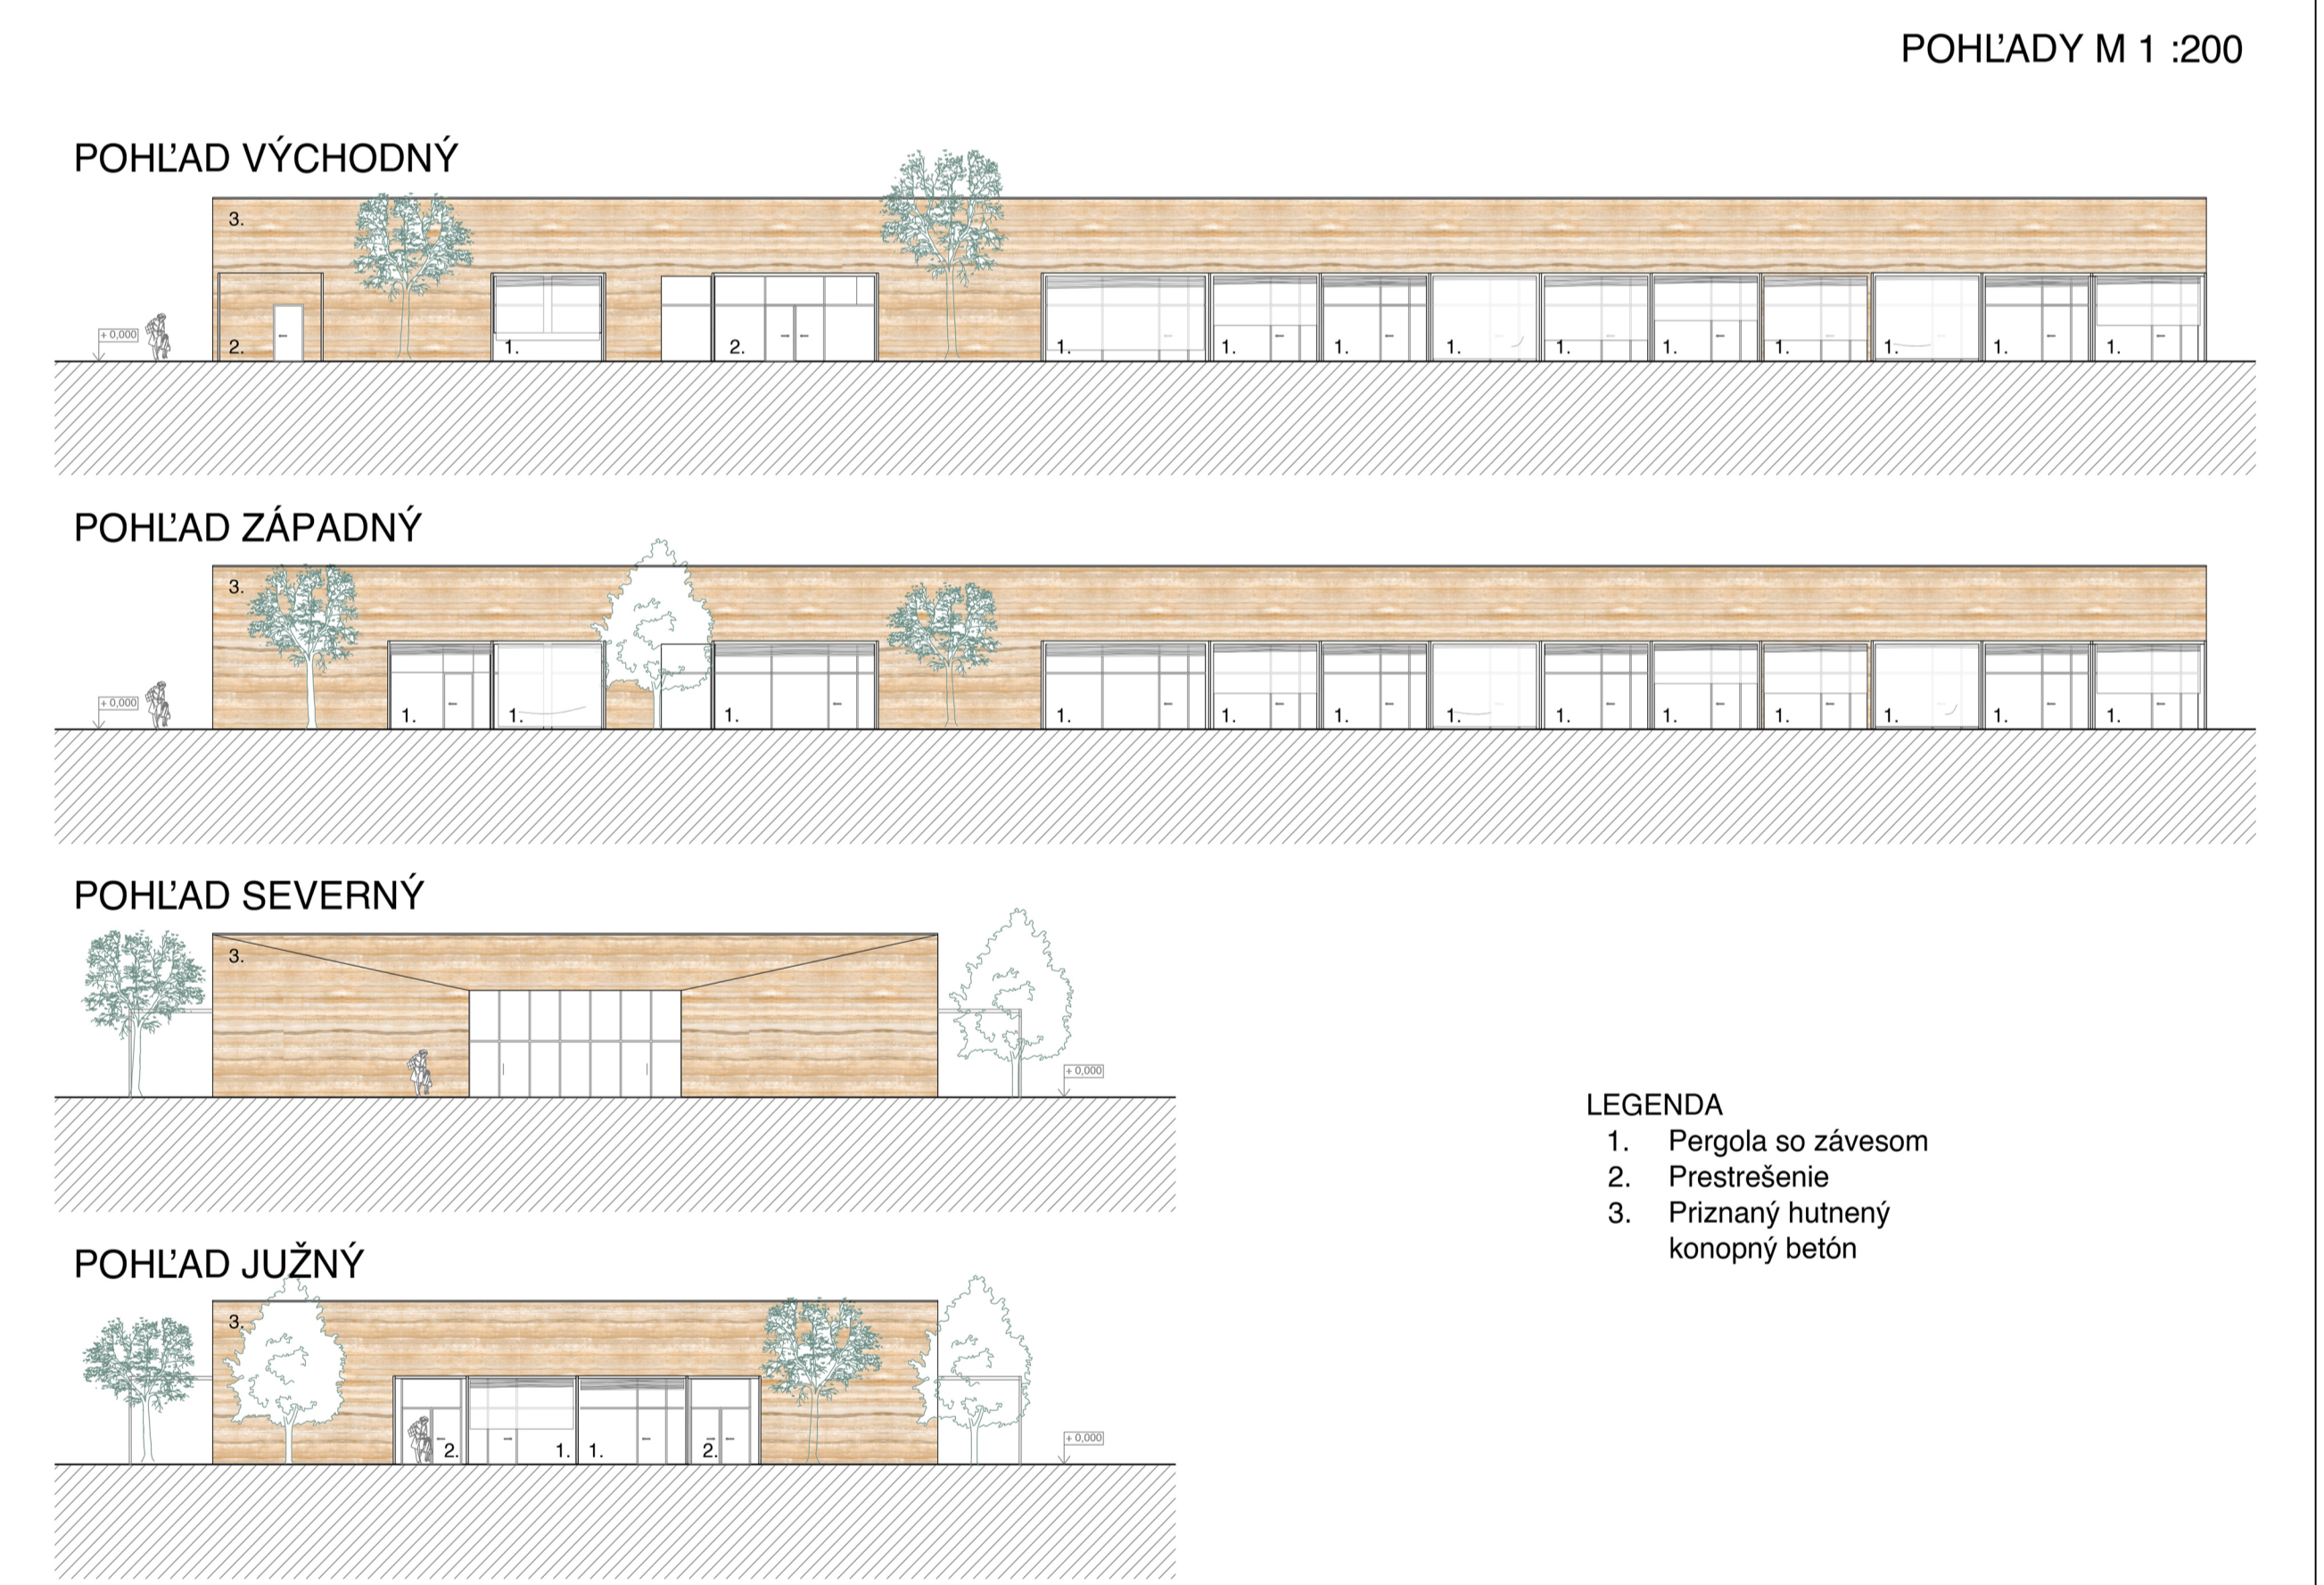 POHĽADY M 1 :200
POHĽAD VÝCHODNÝ
3.
+ 0,000
2. 1. 2. 1. 1. 1. 1. 1. 1. 1. 1. 1. 1.
POHĽAD ZÁPADNÝ
3.
+ 0,000
1. 1. 1. 1. 1. 1. 1. 1. 1. 1. 1. 1. 1.
POHĽAD SEVERNÝ
3.
+ 0,000
LEGENDA
1. Pergola so závesom
2. Prestrešenie
3. Priznaný hutnený
konopný betón
POHĽAD JUŽNÝ
3.
+ 0,000
2. 1. 1. 2.